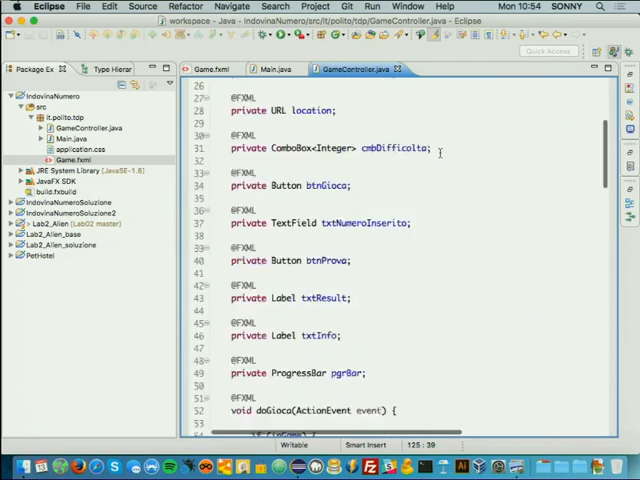 Eclipse File Edit Source Refactor Navigate Search Project Run Window Help Mon 10:54 SONNY
workspace - Java - IndovinaNumero/src/it/polito/tdp/GameController.java - Eclipse
Quick Access
Package Ex
Type Hierar
Game.fxml
Main.java
GameController.java
IndovinaNumero
src
it.polito.tdp
GameController.java
Main.java
application.css
Game.fxml
JRE System Library [JavaSE-1.8]
JavaFX SDK
build.fxbuild
IndovinaNumeroSoluzione
IndovinaNumeroSoluzione2
Lab2_Alien [Lab02 master]
Lab2_Alien_base
Lab2_Alien_soluzione
PetHotel
26
27 @FXML
28 private URL location;
29
30 @FXML
31 private ComboBox<Integer> cmbDifficolta;
32
33 @FXML
34 private Button btnGioca;
35
36 @FXML
37 private TextField txtNumeroInserito;
38
39 @FXML
40 private Button btnProva;
41
42 @FXML
43 private Label txtResult;
44
45 @FXML
46 private Label txtInfo;
47
48 @FXML
49 private ProgressBar pgrBar;
50
51 @FXML
52 void doGioca(ActionEvent event) {
53
Writable Smart Insert 125 : 39